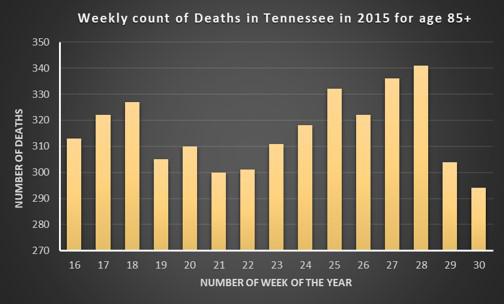 Weekly count of Deaths in Tennessee in 2015 for age 85+
350
340
330
320
310
300
290
280
270
NUMBER OF DEATHS
16 17 18 19 20 21 22 23 24 25 26 27 28 29 30
NUMBER OF WEEK OF THE YEAR